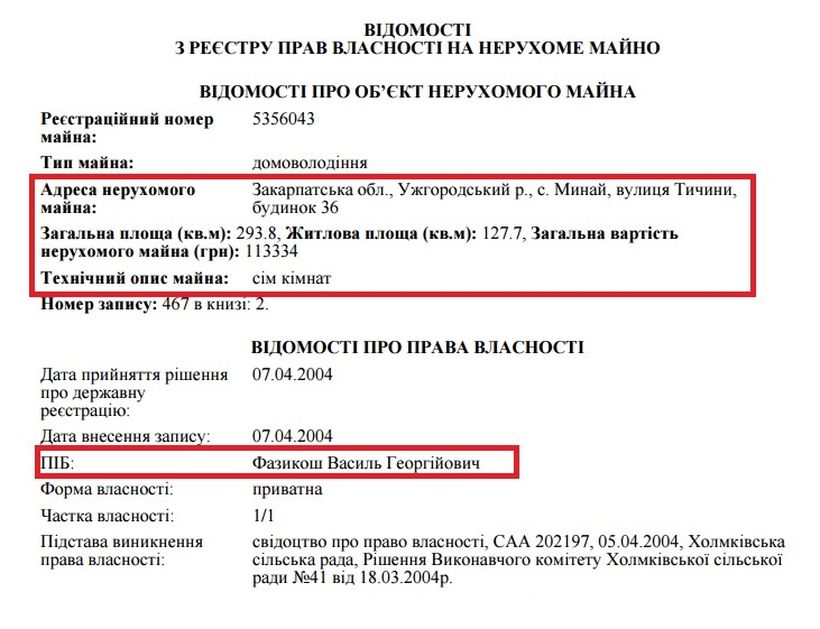 ВІДОМОСТІ
З РЕЄСТРУ ПРАВ ВЛАСНОСТІ НА НЕРУХОМЕ МАЙНО
ВІДОМОСТІ ПРО ОБ’ЄКТ НЕРУХОМОГО МАЙНА
Реєстраційний номер майна: 5356043
Тип майна: домоволодіння
Адреса нерухомого майна: Закарпатська обл., Ужгородський р., с. Минай, вулиця Тичини, будинок 36
Загальна площа (кв.м): 293.8, Житлова площа (кв.м): 127.7, Загальна вартість
нерухомого майна (грн): 113334
Технічний опис майна: сім кімнат
Номер запису: 467 в книзі: 2.
ВІДОМОСТІ ПРО ПРАВА ВЛАСНОСТІ
Дата прийняття рішення про державну реєстрацію: 07.04.2004
Дата внесення запису: 07.04.2004
ПІБ: Фазикош Василь Георгійович
Форма власності: приватна
Частка власності: 1/1
Підстава виникнення права власності: свідоцтво про право власності, САА 202197, 05.04.2004, Холмківська сільська рада, Рішення Виконавчого комітету Холмківської сільської ради №41 від 18.03.2004р.